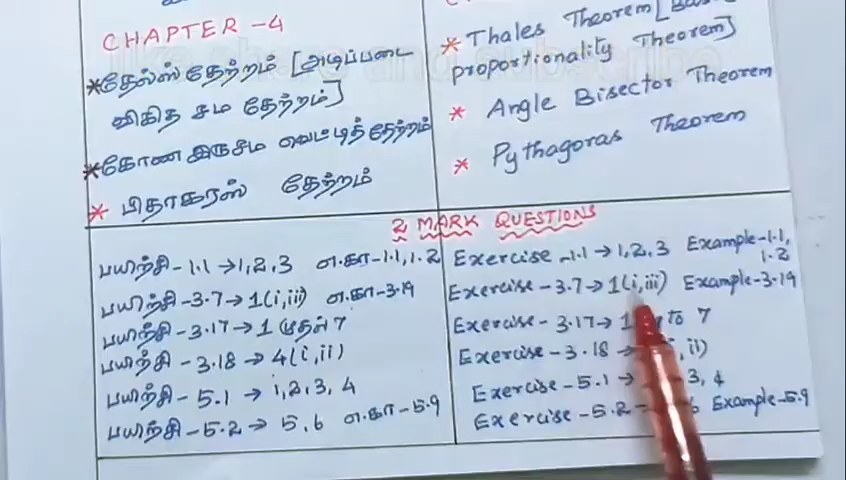 CHAPTER - 4
*தேல்ஸ் தேற்றம் [அடிப்படை
விகித சம தேற்றம்]
*கோண இருசம வெட்டித் தேற்றம்
* பிதாகரஸ் தேற்றம்
* Thales Theorem [
proportionality Theorem]
* Angle Bisector Theorem
* Pythagoras Theorem
2 MARK QUESTIONS
பயிற்சி - 1.1 → 1,2,3 எ.கா - 1.1, 1.2
பயிற்சி - 3.7 → 1(i,iii) எ.கா - 3.19
பயிற்சி - 3.17 → 1 முதல் 7
பயிற்சி - 3.18 → 4(i,ii)
பயிற்சி - 5.1 → 1,2,3,4
பயிற்சி - 5.2 → 5,6 எ.கா - 5.9
Exercise - 1.1 → 1,2,3 Example - 1.1,
1.2
Exercise - 3.7 → 1(i,iii) Example - 3.19
Exercise - 3.17 → 1 to 7
Exercise - 3.18 → ,ii)
Exercise - 5.1 → 3,4
Exercise - 5.2 → 6 Example - 5.9